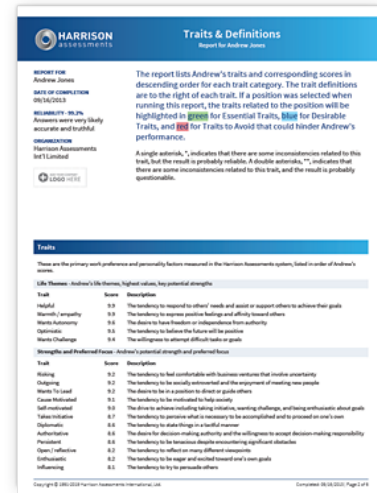 HARRISON
assessments
Traits & Definitions
Report for Andrew Jones
REPORT FOR
Andrew Jones
DATE OF COMPLETION
09/16/2013
RELIABILITY - 99.2%
Answers were very likely
accurate and truthful
ORGANIZATION
Harrison Assessments
Int'l Limited
LOGO HERE
The report lists Andrew's traits and corresponding scores in
descending order for each trait category. The trait definitions
are to the right of each trait. If a position was selected when
running this report, the traits related to the position will be
highlighted in green for Essential Traits, blue for Desirable
Traits, and red for Traits to Avoid that could hinder Andrew's
performance.
A single asterisk, *, indicates that there are some inconsistencies related to this
trait, but the result is probably reliable. A double asterisks, **, indicates that
there are some inconsistencies related to this trait, and the result is probably
questionable.
Traits
These are the primary work preference and personality factors measured in the Harrison Assessments system, listed in order of Andrew's
scores.
Life Themes - Andrew's life themes, highest values, key potential strengths
Trait Score Description
Helpful 9.9 The tendency to respond to others' needs and assist or support others to achieve their goals
Warmth / empathy 9.9 The tendency to express positive feelings and affinity toward others
Wants Autonomy 9.6 The desire to have freedom or independence from authority
Optimistic 9.5 The tendency to believe the future will be positive
Wants Challenge 9.4 The willingness to attempt difficult tasks or goals
Strengths and Preferred Focus - Andrew's potential strength and preferred focus
Trait Score Description
Risking 9.2 The tendency to feel comfortable with business ventures that involve uncertainty
Outgoing 9.2 The tendency to be socially extroverted and the enjoyment of meeting new people
Wants To Lead 9.2 The desire to be in a position to direct or guide others
Cause Motivated 9.1 The tendency to be motivated to help society
Self-motivated 9.0 The drive to achieve including taking initiative, wanting challenge, and being enthusiastic about goals
Takes Initiative 8.7 The tendency to perceive what is necessary to be accomplished and to proceed on one's own
Diplomatic 8.6 The tendency to state things in a tactful manner
Authoritative 8.6 The desire for decision-making authority and the willingness to accept decision-making responsibility
Persistent 8.6 The tendency to be tenacious despite encountering significant obstacles
Open / reflective 8.3 The tendency to reflect on many different viewpoints
Enthusiastic 8.2 The tendency to be eager and excited toward one's own goals
Influencing 8.1 The tendency to try to persuade others
Copyright © 1991-2018 Harrison Assessments International, Ltd.
Completed: 09/16/2013, Page 2 of 6